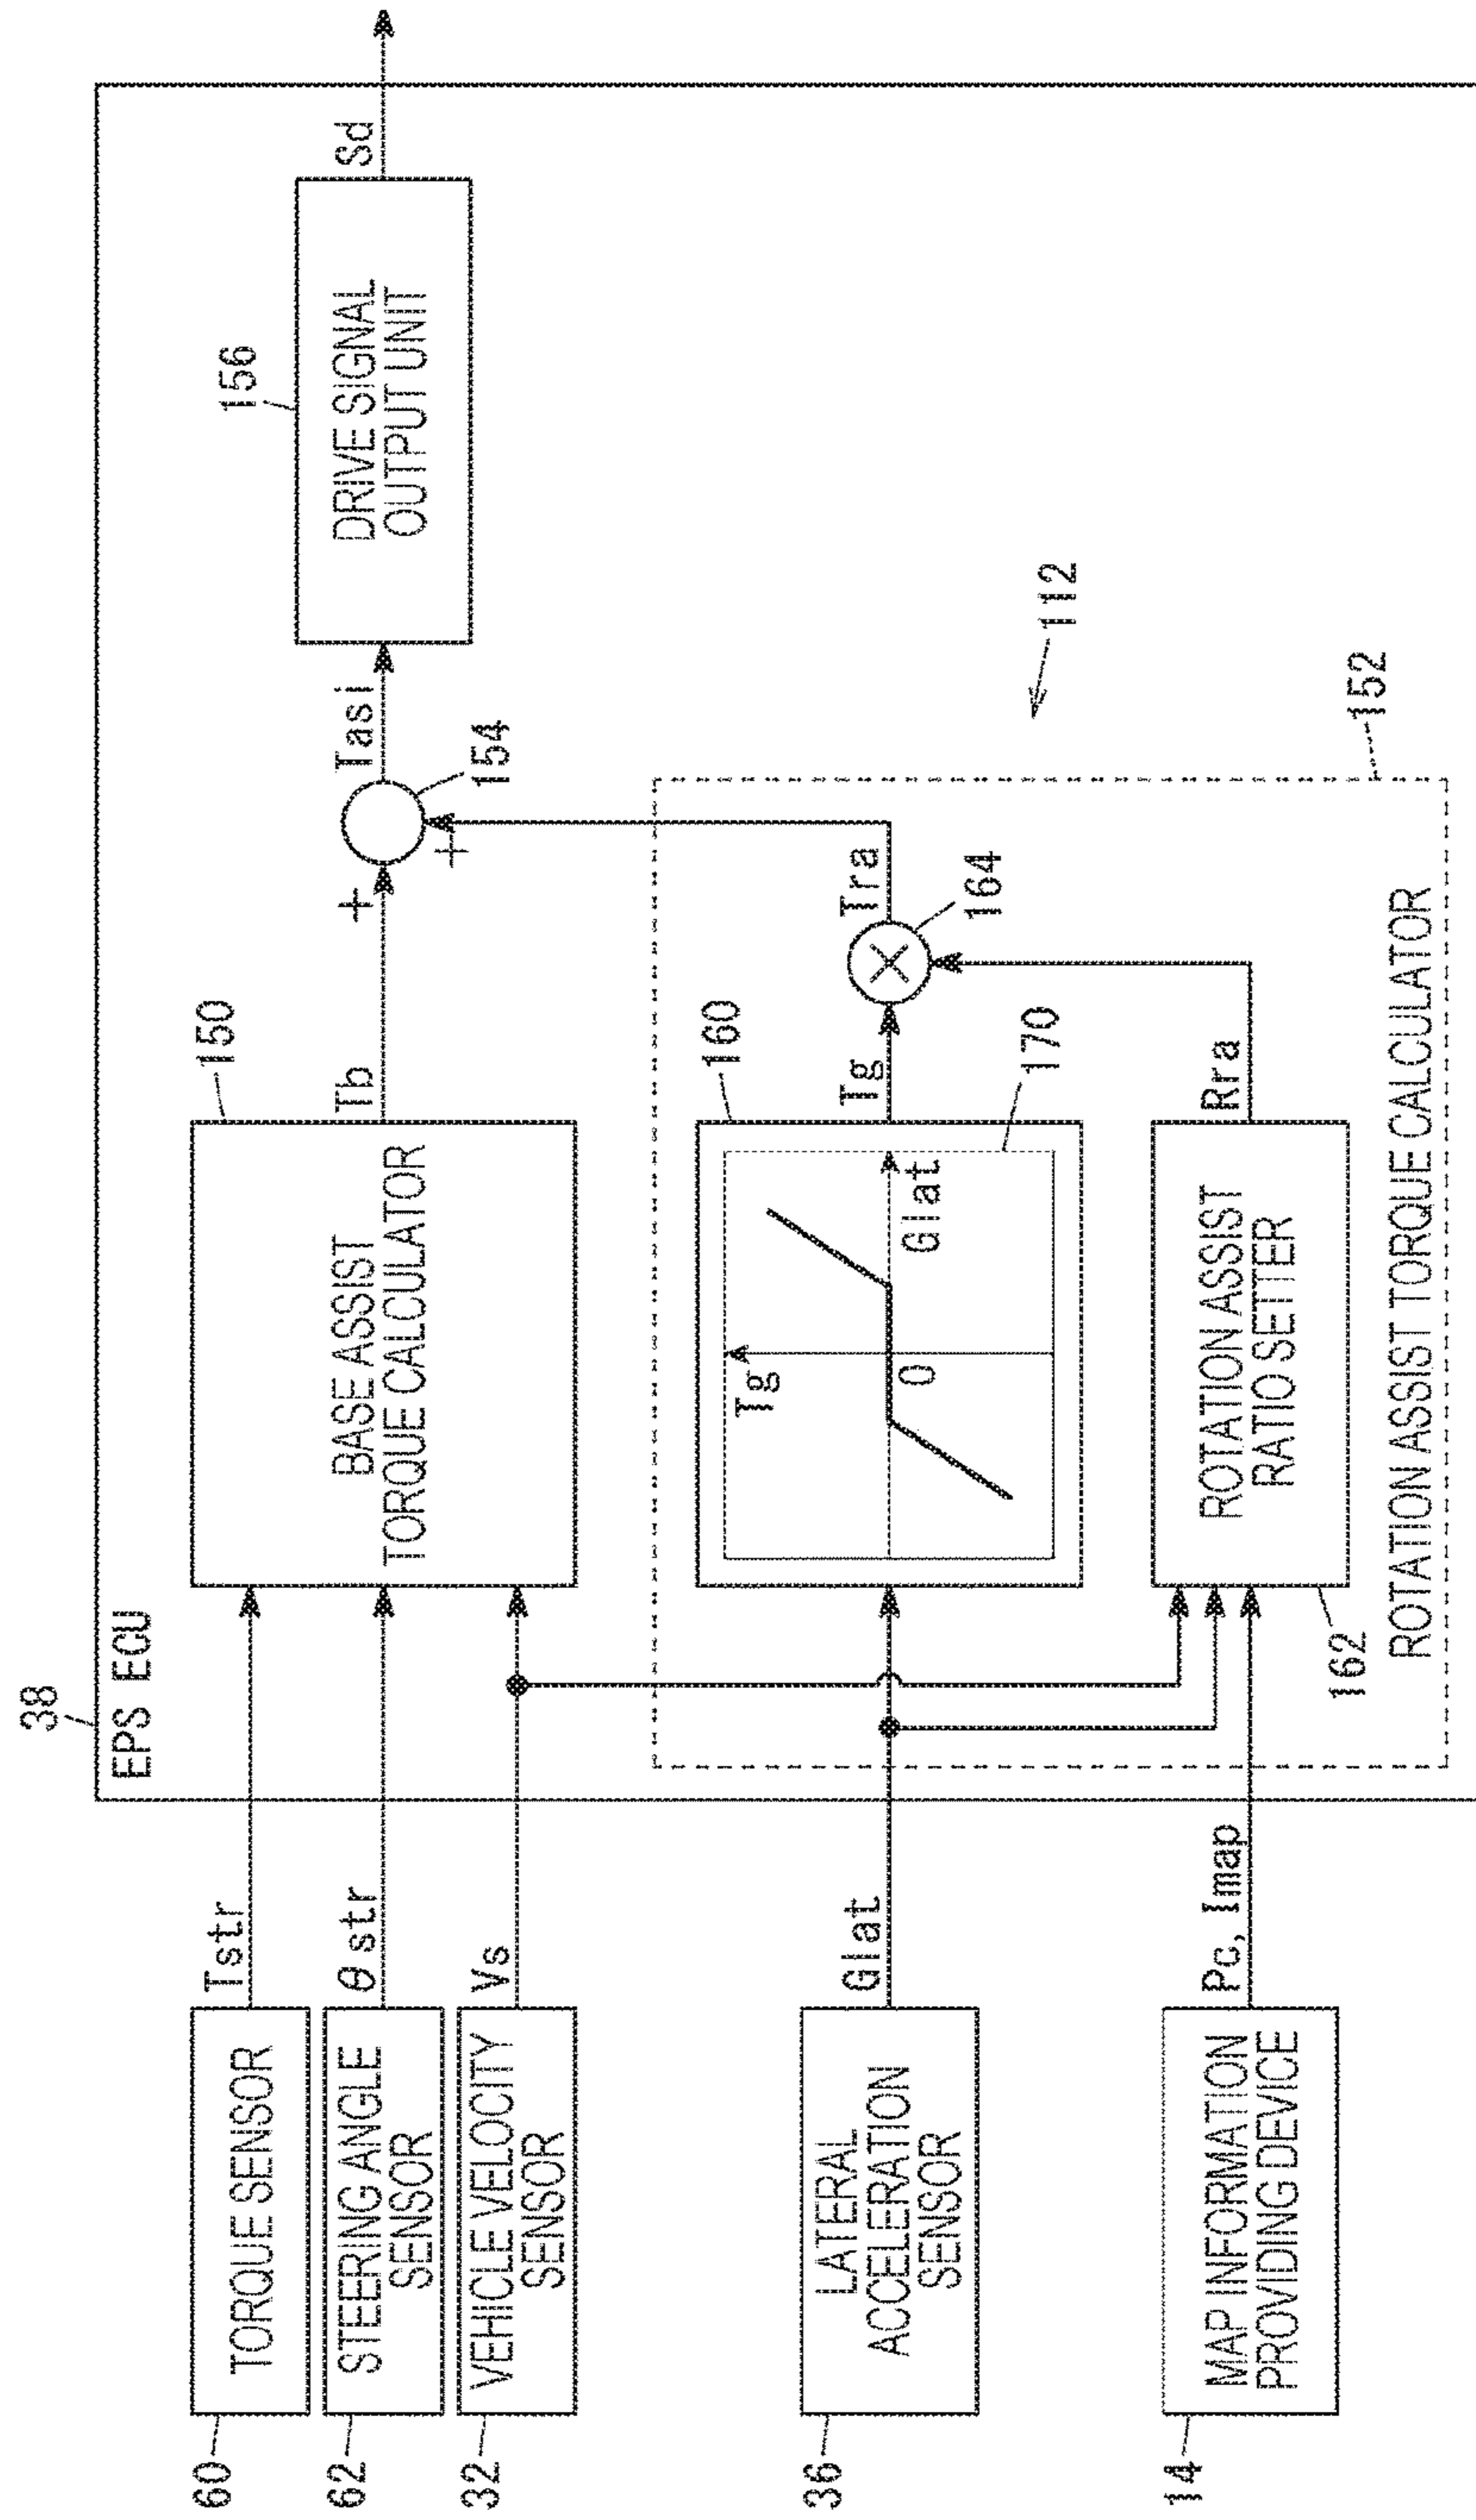 38
EPS ECU
60
TORQUE SENSOR
Tstr
62
STEERING ANGLE
SENSOR
θstr
32
VEHICLE VELOCITY
SENSOR
Vs
150
BASE ASSIST
TORQUE CALCULATOR
Tb
+
+
154
Tasi
156
DRIVE SIGNAL
OUTPUT UNIT
Sd
112
36
LATERAL
ACCELERATION
SENSOR
Glat
160
Tg
0
Glat
170
Tg
164
Tra
14
MAP INFORMATION
PROVIDING DEVICE
Pc, Imap
162
ROTATION ASSIST
RATIO SETTER
Rra
ROTATION ASSIST TORQUE CALCULATOR
152